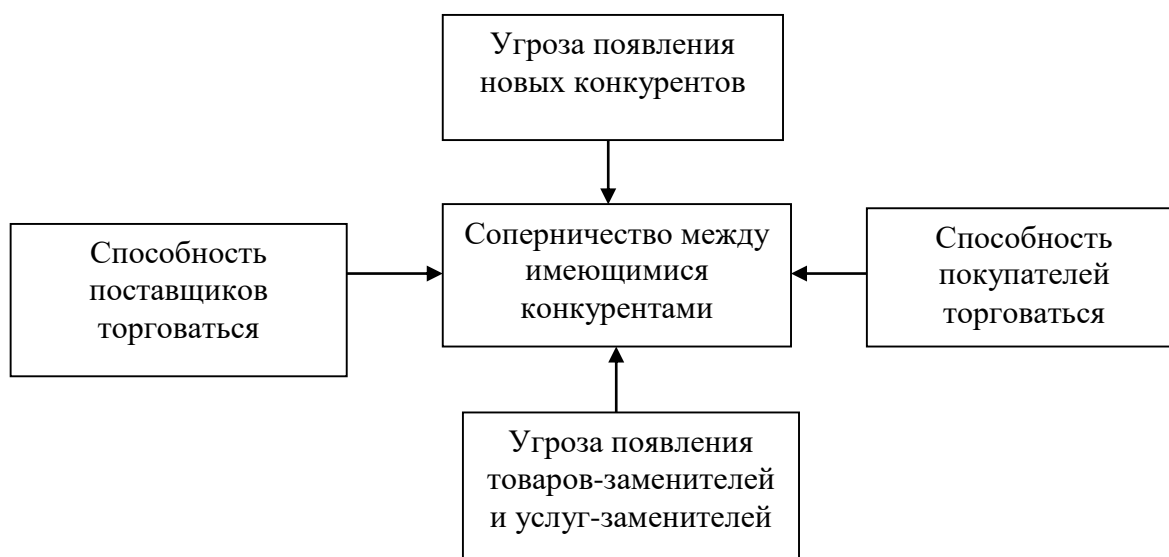 Угроза появления
новых конкурентов
Способность
поставщиков
торговаться
Соперничество между
имеющимися
конкурентами
Способность
покупателей
торговаться
Угроза появления
товаров-заменителей
и услуг-заменителей